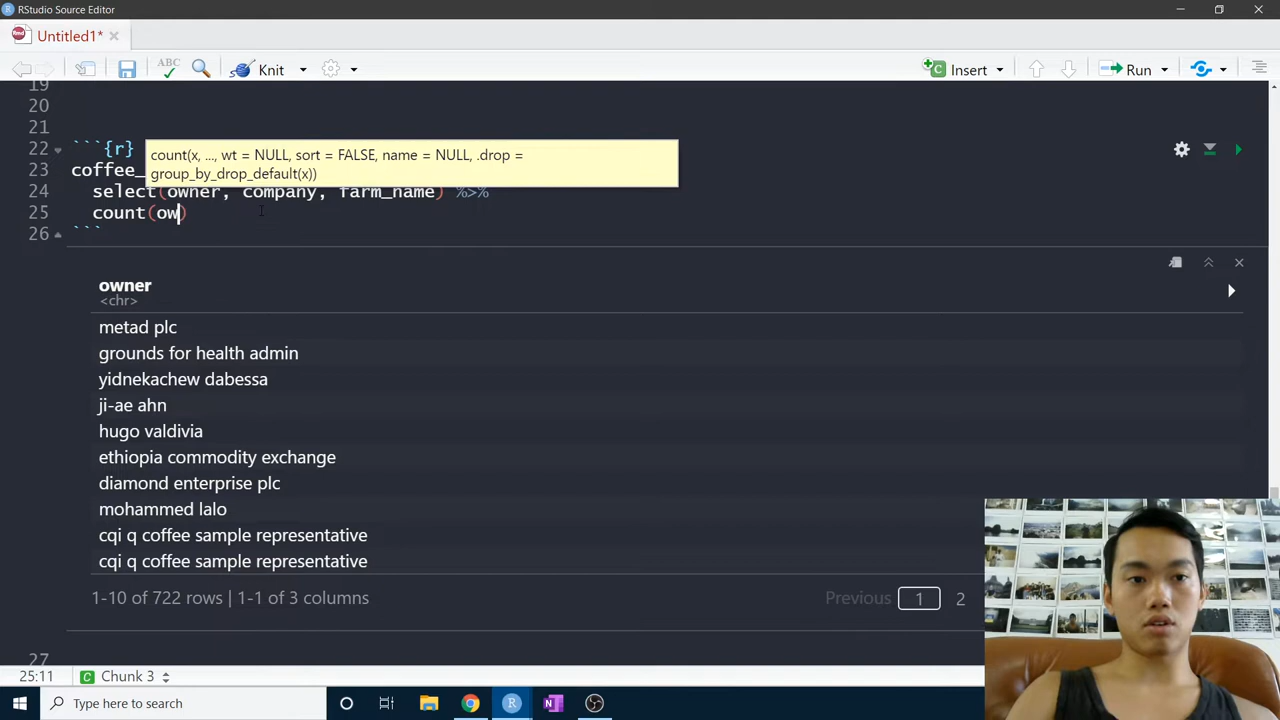 RStudio Source Editor
Untitled1*
ABC
Knit
Insert
Run
19
20
21
22 ```{r}
count(x, ..., wt = NULL, sort = FALSE, name = NULL, .drop =
group_by_drop_default(x))
23 coffee_
24 select(owner, company, farm_name) %>%
25 count(ow)
26 ```
owner
<chr>
metad plc
grounds for health admin
yidnekachew dabessa
ji-ae ahn
hugo valdivia
ethiopia commodity exchange
diamond enterprise plc
mohammed lalo
cqi q coffee sample representative
cqi q coffee sample representative
1-10 of 722 rows | 1-1 of 3 columns
Previous 1 2
27
25:11 C Chunk 3
Type here to search